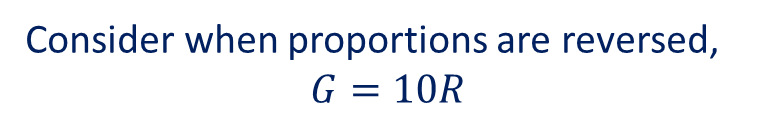 Consider when proportions are reversed,
G = 10R